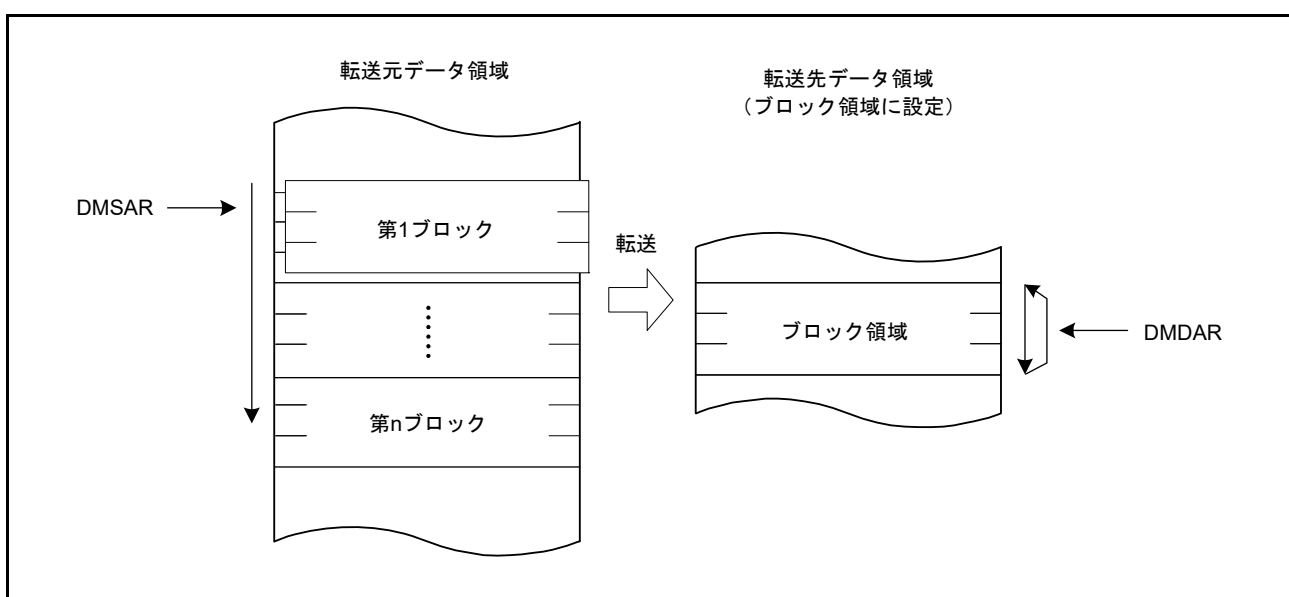 転送元データ領域
転送先データ領域
（ブロック領域に設定）
DMSAR
第1ブロック
転送
ブロック領域
DMDAR
第nブロック